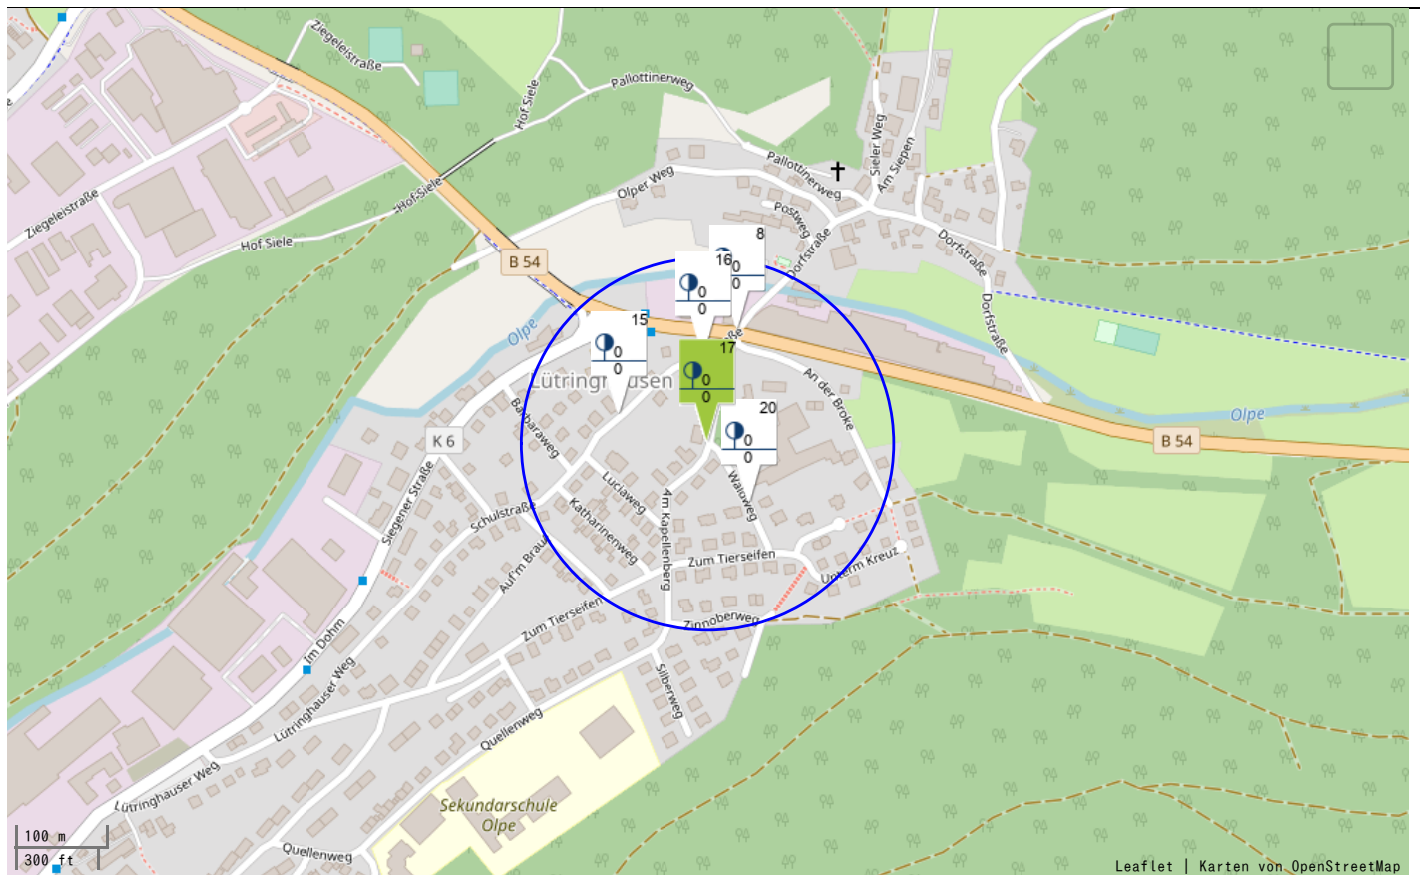 Ziegeleistraße
Hof Siele
Pallottinerweg
Sieler Weg
Am Siepen
Pallottinerweg
Olper Weg
Hof-Siele
Ziegeleistraße
Postweg
Hof Siele
Dorfstraße
Dorfstraße
B 54
8
0
0
16
0
0
Dorfstraße
Olpe
15
0
0
17
0
0
Lütringhausen
An der Broke
20
0
0
Olpe
B 54
K 6
Barbaraweg
Siegener Straße
Luciaweg
Waldweg
Schulstraße
Katharinenweg
Am Kapellenberg
Auf'm Braum
Zum Tierseifen
Unterm Kreuz
Zum Tierseifen
Zinnoberweg
Im Dohm
Lütringhauser Weg
Silberweg
Quellenweg
Lütringhauser Weg
Sekundarschule
Olpe
Quellenweg
100 m
300 ft
Leaflet | Karten von OpenStreetMap